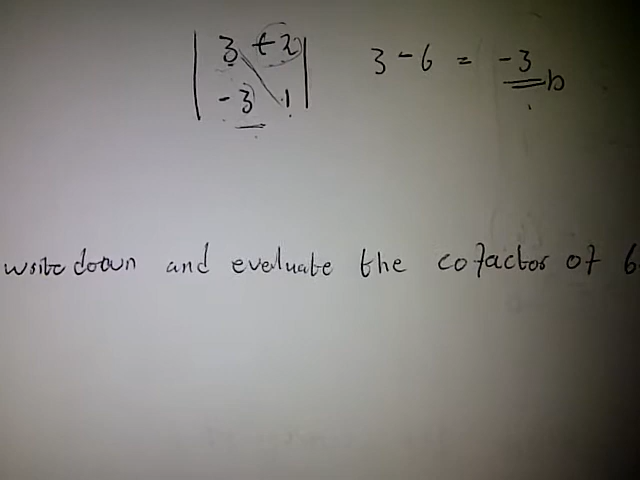 | 3 + 2 | 3 - 6 = -3
| -3 1 | b
write down and evaluate the cofactor of 6